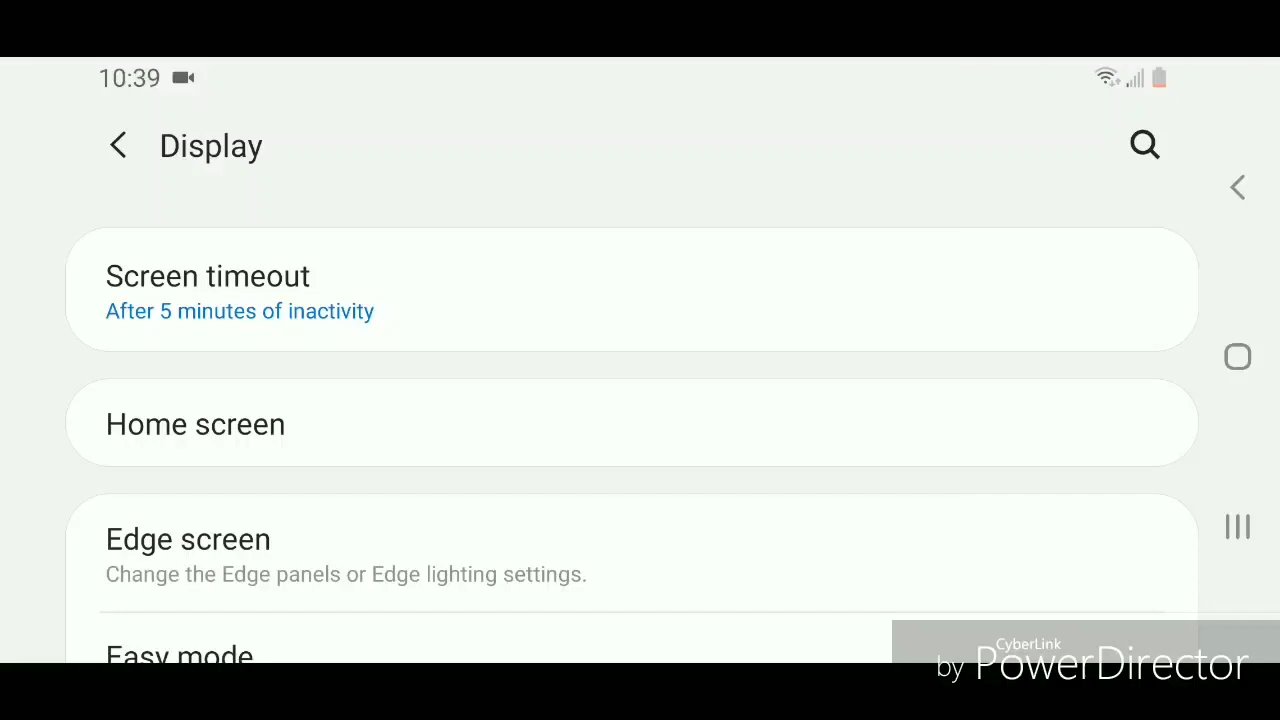 10:39
Display
Screen timeout
After 5 minutes of inactivity
Home screen
Edge screen
Change the Edge panels or Edge lighting settings.
Easy mode
CyberLink
by PowerDirector